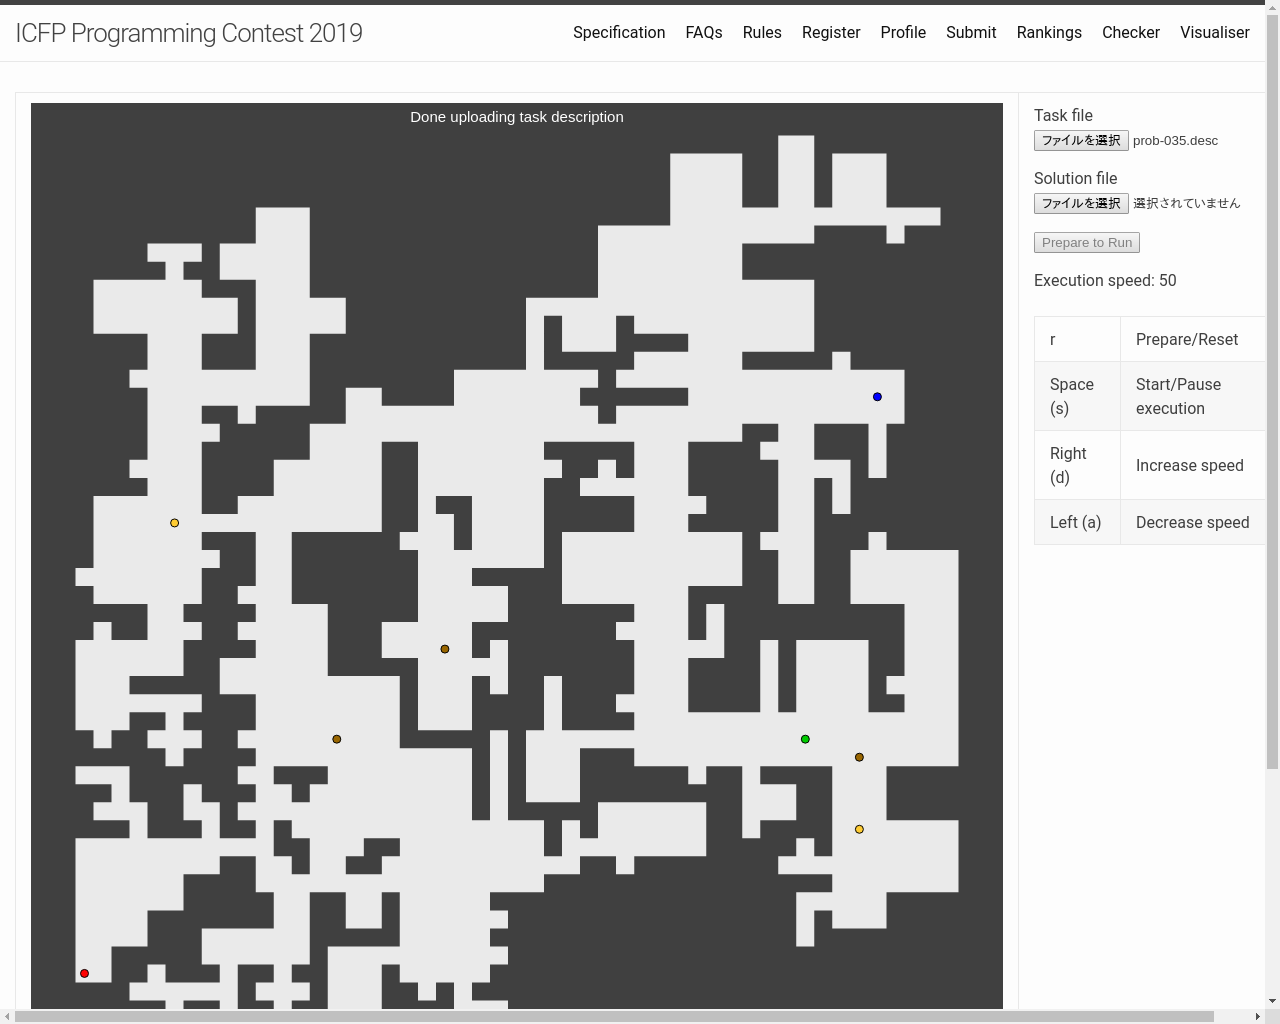 ICFP Programming Contest 2019
Specification FAQs Rules Register Profile Submit Rankings Checker Visualiser
Done uploading task description
Task file
ファイルを選択 prob-035.desc
Solution file
ファイルを選択 選択されていません
Prepare to Run
Execution speed: 50
r Prepare/Reset
Space (s) Start/Pause execution
Right (d) Increase speed
Left (a) Decrease speed